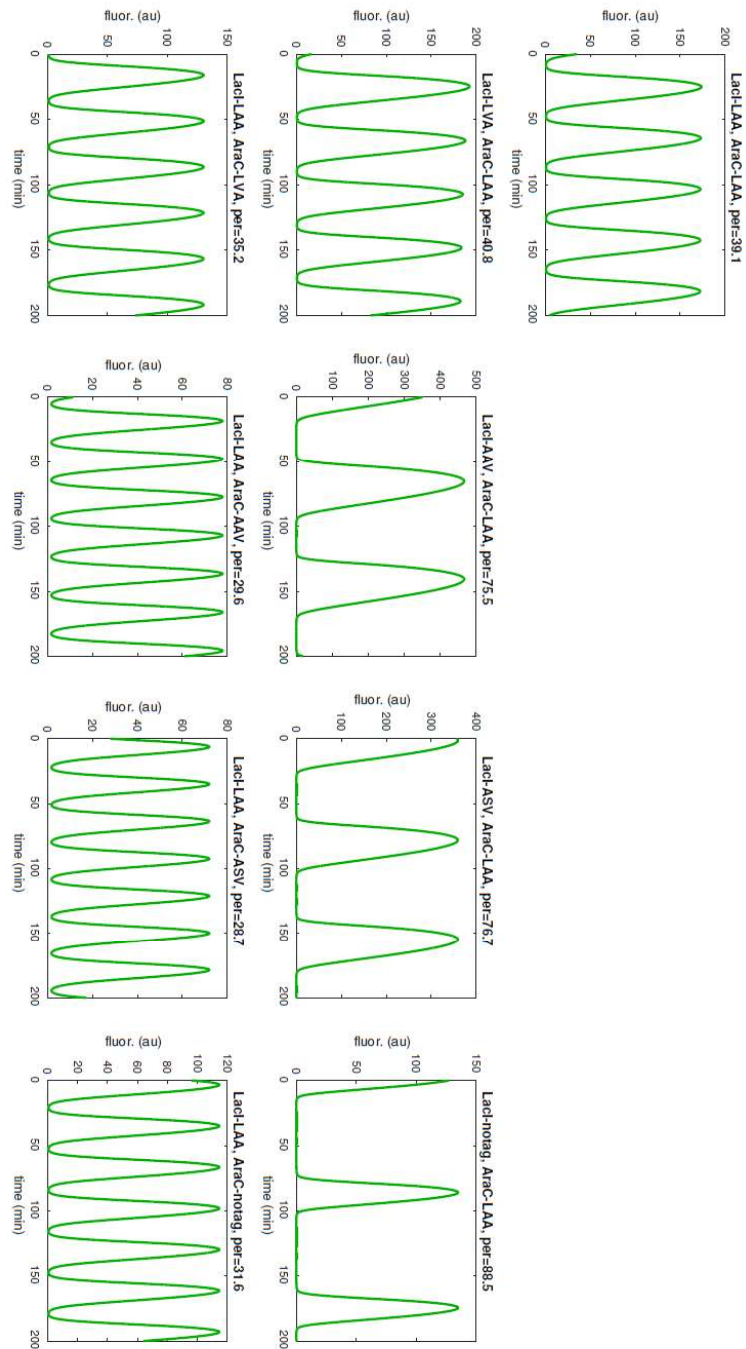 LacI-LAA, AraC-LAA, per=39.1
fluor. (au)
200
150
100
50
0
0 50 100 150 200
time (min)
LacI-LVA, AraC-LAA, per=40.8
fluor. (au)
200
150
100
50
0
0 50 100 150 200
time (min)
LacI-AAV, AraC-LAA, per=75.5
fluor. (au)
500
400
300
200
100
0
0 50 100 150 200
time (min)
LacI-ASV, AraC-LAA, per=76.7
fluor. (au)
400
300
200
100
0
0 50 100 150 200
time (min)
LacI-notag, AraC-LAA, per=88.5
fluor. (au)
150
100
50
0
0 50 100 150 200
time (min)
LacI-LAA, AraC-LVA, per=35.2
fluor. (au)
150
100
50
0
0 50 100 150 200
time (min)
LacI-LAA, AraC-AAV, per=29.6
fluor. (au)
80
60
40
20
0
0 50 100 150 200
time (min)
LacI-LAA, AraC-ASV, per=28.7
fluor. (au)
80
60
40
20
0
0 50 100 150 200
time (min)
LacI-LAA, AraC-notag, per=31.6
fluor. (au)
120
100
80
60
40
20
0
0 50 100 150 200
time (min)